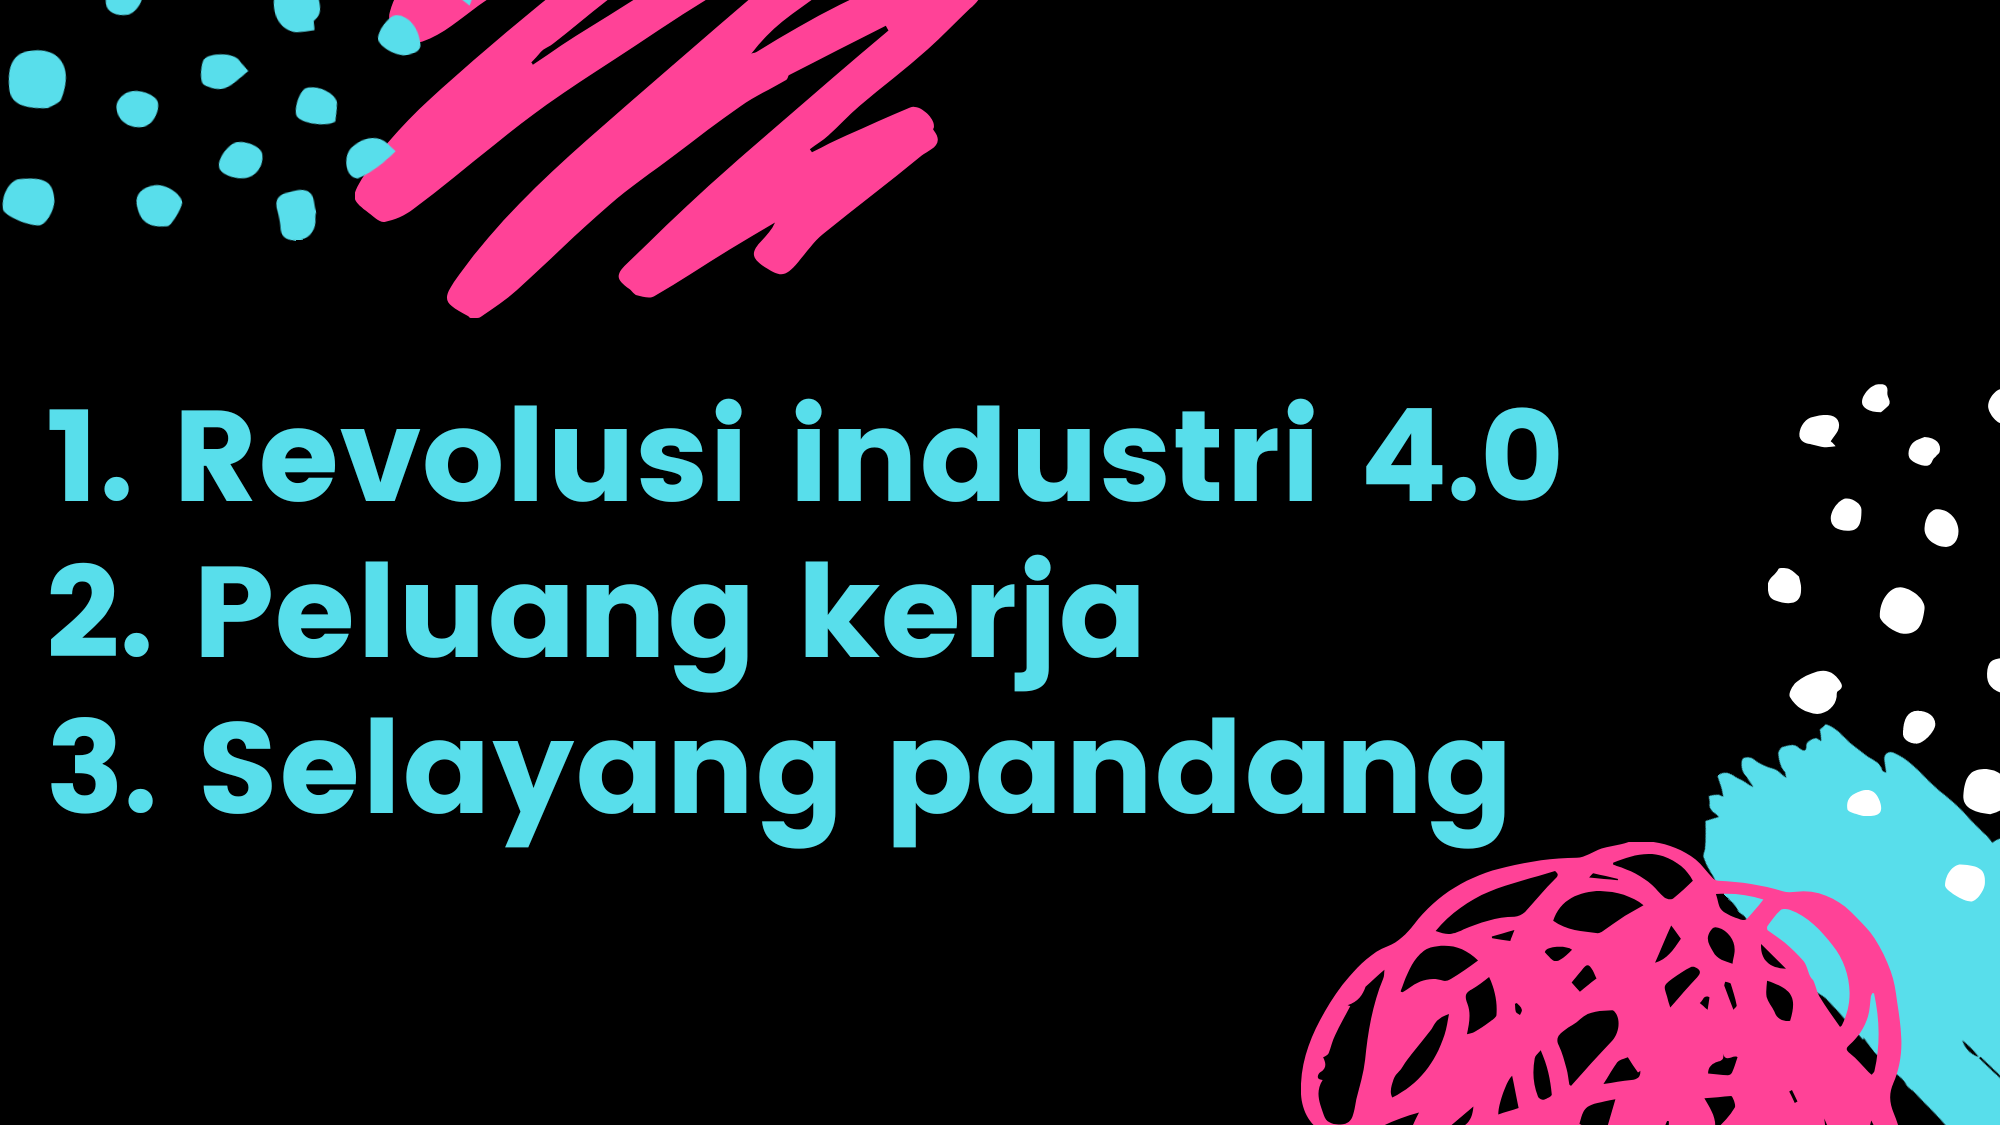 1. Revolusi industri 4.0
2. Peluang kerja
3. Selayang pandang